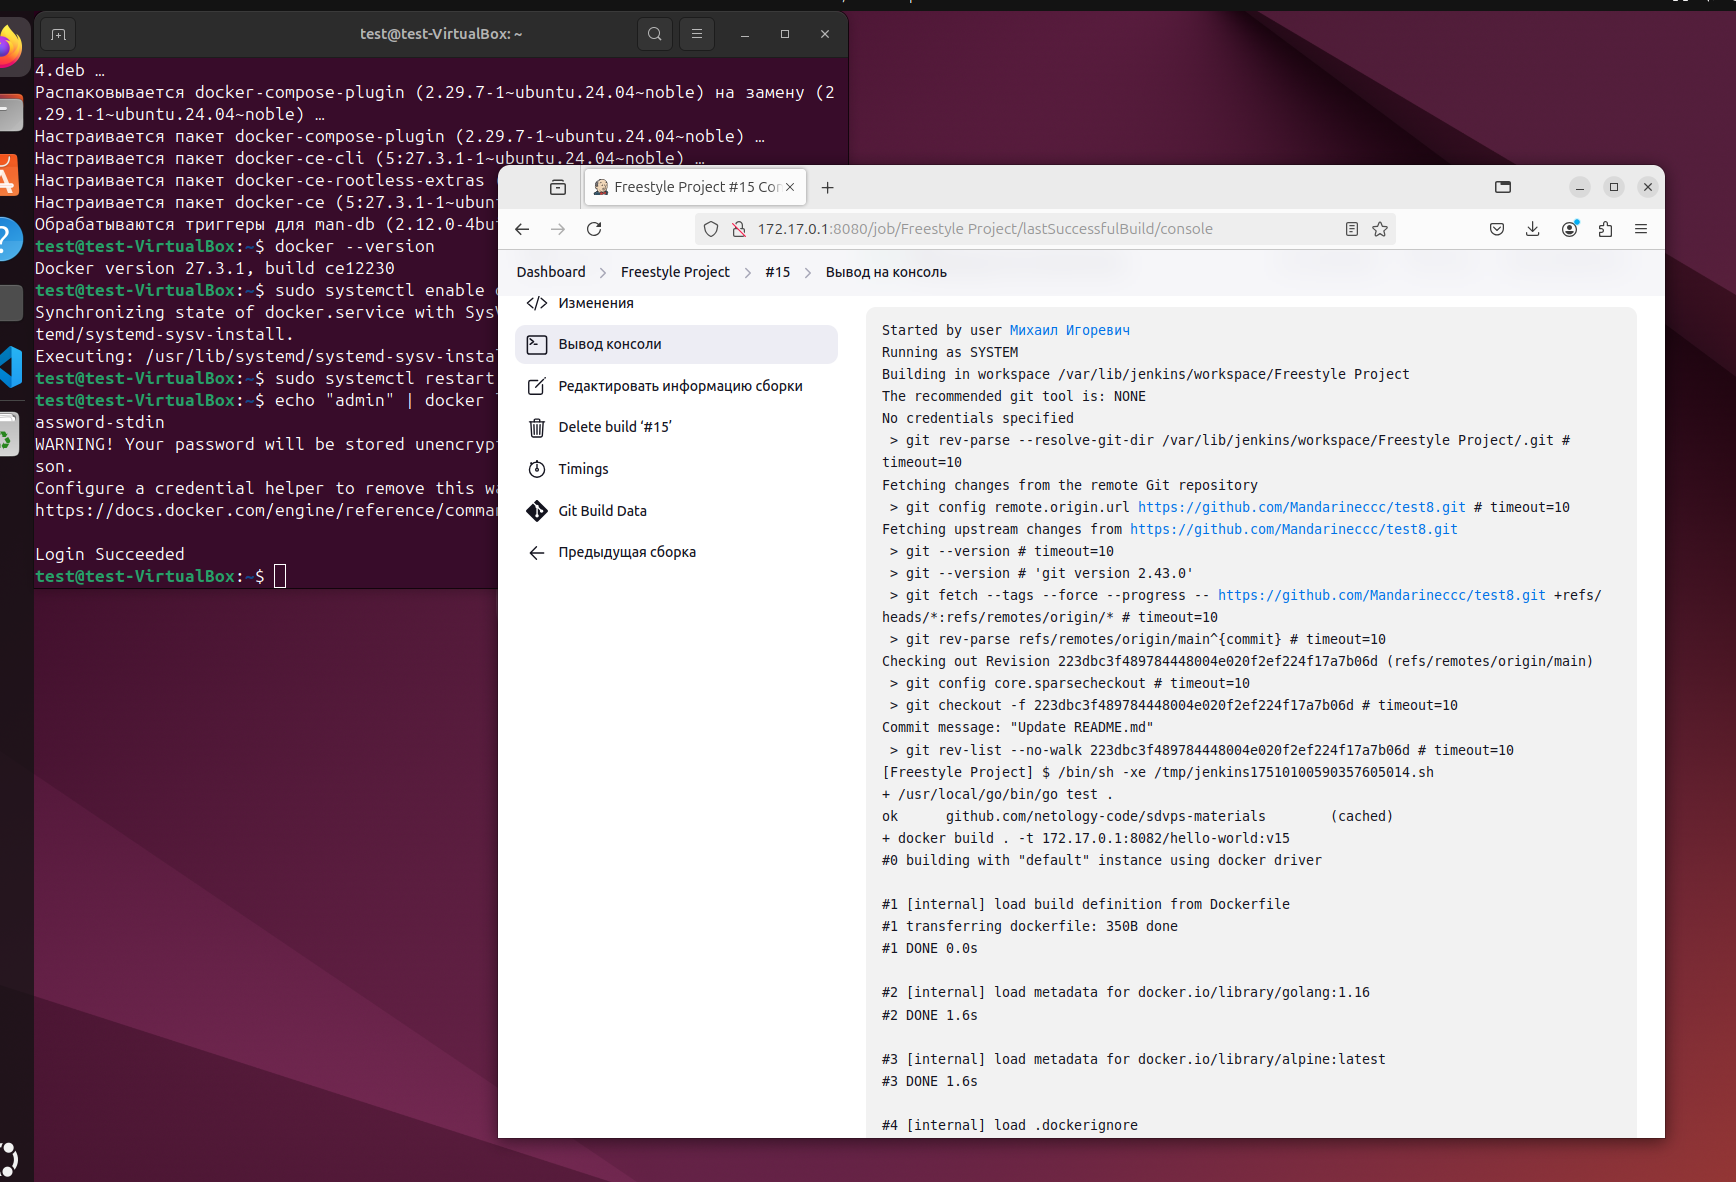 test@test-VirtualBox: ~
4.deb …
Распаковывается docker-compose-plugin (2.29.7-1~ubuntu.24.04~noble) на замену (2
.29.1-1~ubuntu.24.04~noble) …
Настраивается пакет docker-compose-plugin (2.29.7-1~ubuntu.24.04~noble) …
Настраивается пакет docker-ce-cli (5:27.3.1-1~ubuntu.24.04~noble) …
Настраивается пакет docker-ce-rootless-extras
Настраивается пакет docker-ce (5:27.3.1-1~ubun
Обрабатываются триггеры для man-db (2.12.0-4bu
test@test-VirtualBox:~$ docker --version
Docker version 27.3.1, build ce12230
test@test-VirtualBox:~$ sudo systemctl enable
Synchronizing state of docker.service with Sys
temd/systemd-sysv-install.
Executing: /usr/lib/systemd/systemd-sysv-instal
test@test-VirtualBox:~$ sudo systemctl restart
test@test-VirtualBox:~$ echo "admin" | docker
assword-stdin
WARNING! Your password will be stored unencryp
son.
Configure a credential helper to remove this wa
https://docs.docker.com/engine/reference/comma
Login Succeeded
test@test-VirtualBox:~$
Freestyle Project #15 Cor
172.17.0.1:8080/job/Freestyle Project/lastSuccessfulBuild/console
Dashboard > Freestyle Project > #15 > Вывод на консоль
Изменения
Вывод консоли
Редактировать информацию сборки
Delete build ‘#15’
Timings
Git Build Data
Предыдущая сборка
Started by user Михаил Игоревич
Running as SYSTEM
Building in workspace /var/lib/jenkins/workspace/Freestyle Project
The recommended git tool is: NONE
No credentials specified
 > git rev-parse --resolve-git-dir /var/lib/jenkins/workspace/Freestyle Project/.git #
timeout=10
Fetching changes from the remote Git repository
 > git config remote.origin.url https://github.com/Mandarineccc/test8.git # timeout=10
Fetching upstream changes from https://github.com/Mandarineccc/test8.git
 > git --version # timeout=10
 > git --version # 'git version 2.43.0'
 > git fetch --tags --force --progress -- https://github.com/Mandarineccc/test8.git +refs/
heads/*:refs/remotes/origin/* # timeout=10
 > git rev-parse refs/remotes/origin/main^{commit} # timeout=10
Checking out Revision 223dbc3f489784448004e020f2ef224f17a7b06d (refs/remotes/origin/main)
 > git config core.sparsecheckout # timeout=10
 > git checkout -f 223dbc3f489784448004e020f2ef224f17a7b06d # timeout=10
Commit message: "Update README.md"
 > git rev-list --no-walk 223dbc3f489784448004e020f2ef224f17a7b06d # timeout=10
[Freestyle Project] $ /bin/sh -xe /tmp/jenkins17510100590357605014.sh
+ /usr/local/go/bin/go test .
ok      github.com/netology-code/sdvps-materials        (cached)
+ docker build . -t 172.17.0.1:8082/hello-world:v15
#0 building with "default" instance using docker driver
#1 [internal] load build definition from Dockerfile
#1 transferring dockerfile: 350B done
#1 DONE 0.0s
#2 [internal] load metadata for docker.io/library/golang:1.16
#2 DONE 1.6s
#3 [internal] load metadata for docker.io/library/alpine:latest
#3 DONE 1.6s
#4 [internal] load .dockerignore